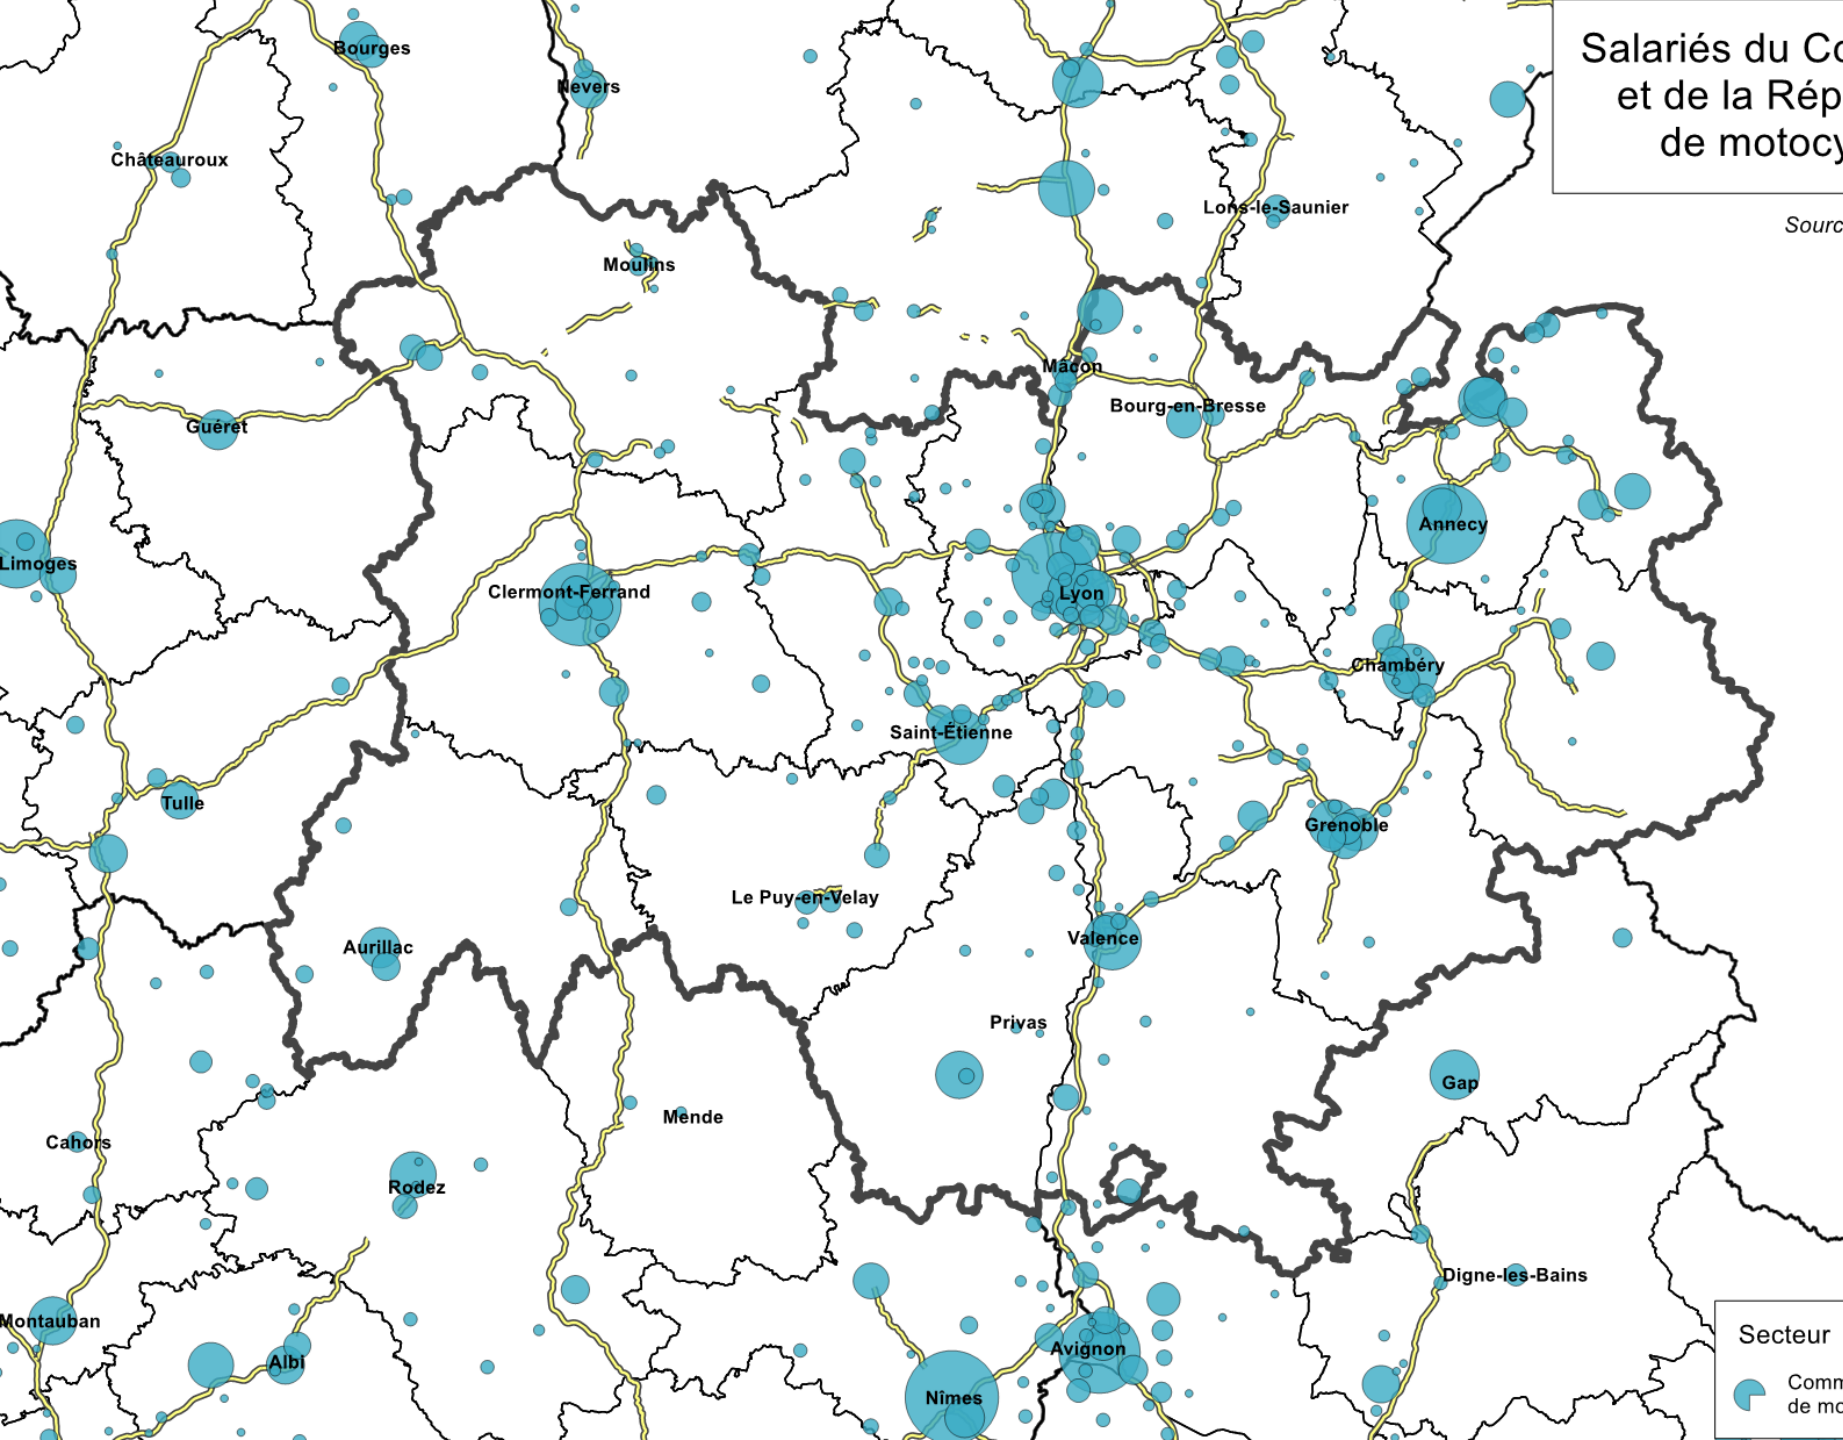 Salariés du Co
et de la Rép
de motocy
Sourc
Bourges
Nevers
Châteauroux
Lons-le-Saunier
Moulins
Mâcon
Bourg-en-Bresse
Guéret
Annecy
Limoges
Clermont-Ferrand
Lyon
Chambéry
Saint-Étienne
Tulle
Grenoble
Le Puy-en-Velay
Valence
Aurillac
Privas
Gap
Mende
Cahors
Rodez
Digne-les-Bains
Montauban
Secteur
Avignon
Albi
Comm
de mo
Nîmes